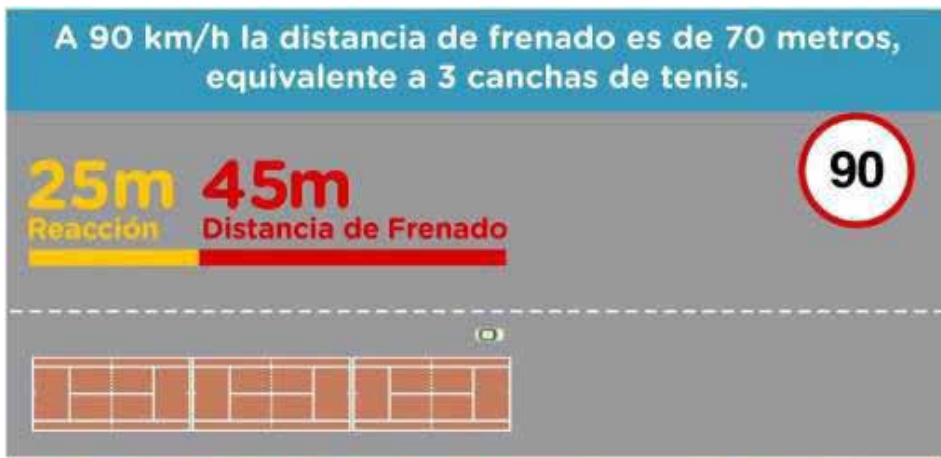 A 90 km/h la distancia de frenado es de 70 metros,
equivalente a 3 canchas de tenis.
90
25m 45m
Reacción Distancia de Frenado